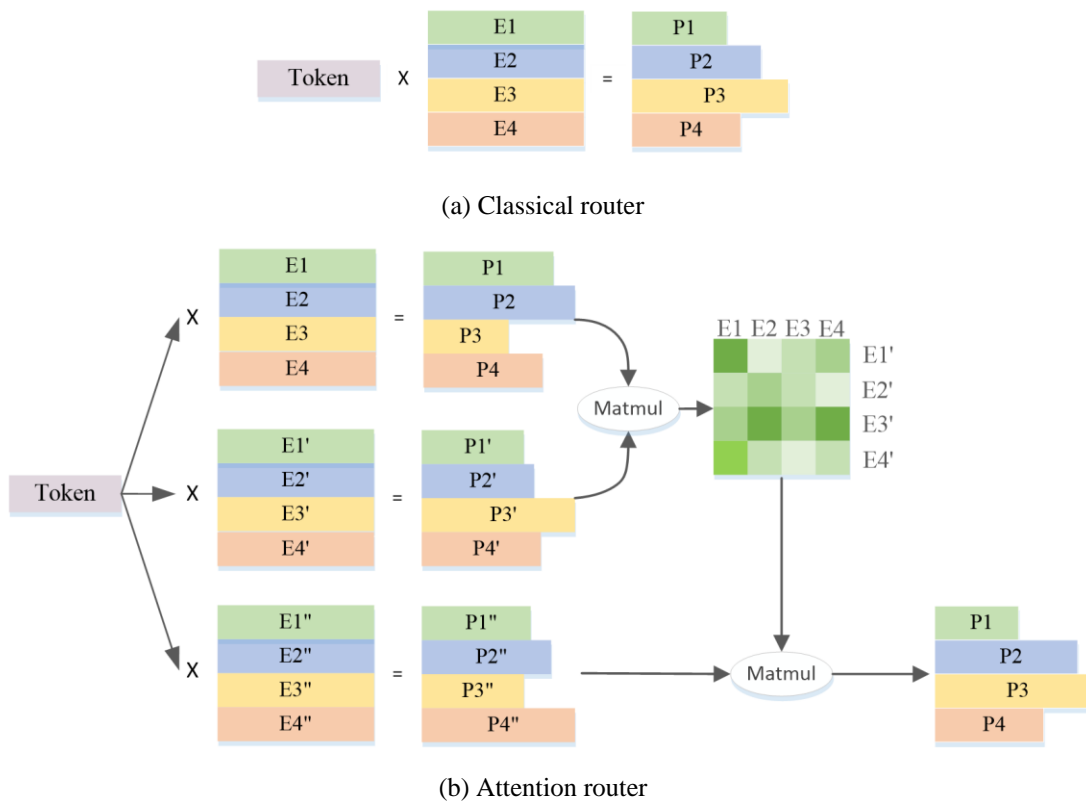 E1
P1
Token X E2 = P2
E3
P3
E4
P4
(a) Classical router
E1
P1
X E2 = P2
E3
P3
E4
P4
E1 E2 E3 E4
E1'
E2'
E3'
E4'
Matmul
Token
E1'
P1'
X E2' = P2'
E3'
P3'
E4'
P4'
E1"
P1"
X E2" = P2"
E3"
P3"
E4"
P4"
Matmul
P1
P2
P3
P4
(b) Attention router